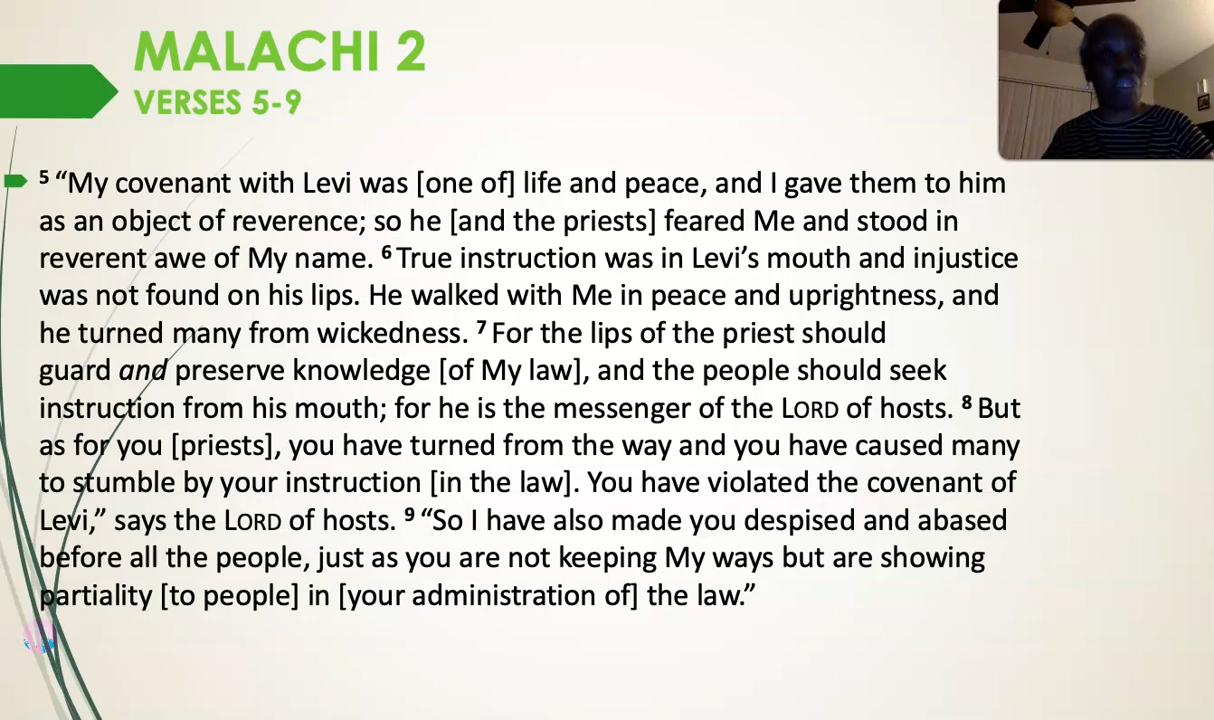 MALACHI 2
VERSES 5-9
5 “My covenant with Levi was [one of] life and peace, and I gave them to him
as an object of reverence; so he [and the priests] feared Me and stood in
reverent awe of My name. 6 True instruction was in Levi’s mouth and injustice
was not found on his lips. He walked with Me in peace and uprightness, and
he turned many from wickedness. 7 For the lips of the priest should
guard and preserve knowledge [of My law], and the people should seek
instruction from his mouth; for he is the messenger of the LORD of hosts. 8 But
as for you [priests], you have turned from the way and you have caused many
to stumble by your instruction [in the law]. You have violated the covenant of
Levi,” says the LORD of hosts. 9 “So I have also made you despised and abased
before all the people, just as you are not keeping My ways but are showing
partiality [to people] in [your administration of] the law.”